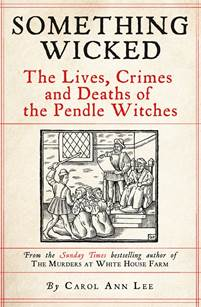 SOMETHING
WICKED
The Lives, Crimes
and Deaths of
the Pendle Witches
From the Sunday Times bestselling author of
THE MURDERS AT WHITE HOUSE FARM
By CAROL ANN LEE